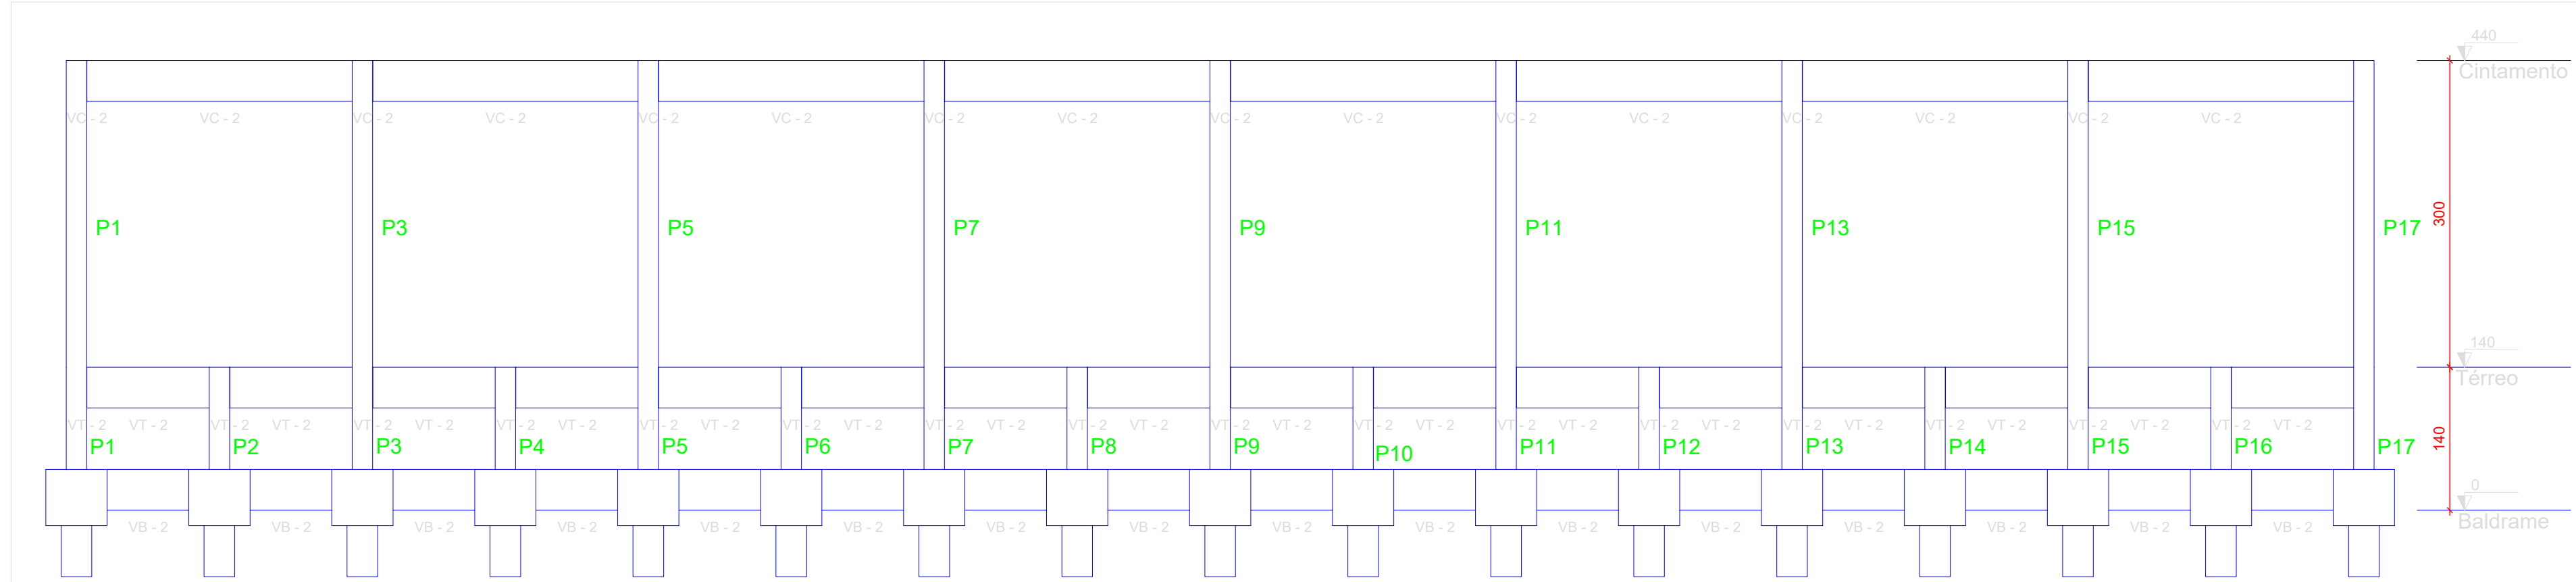 440
Cintamento
VC - 2 VC - 2 VC - 2 VC - 2 VC - 2 VC - 2 VC - 2 VC - 2 VC - 2 VC - 2 VC - 2 VC - 2 VC - 2 VC - 2 VC - 2 VC - 2
300
P1 P3 P5 P7 P9 P11 P13 P15 P17
140
Térreo
VT - 2 VT - 2 VT - 2 VT - 2 VT - 2 VT - 2 VT - 2 VT - 2 VT - 2 VT - 2 VT - 2 VT - 2 VT - 2 VT - 2 VT - 2 VT - 2 VT - 2 VT - 2 VT - 2 VT - 2 VT - 2 VT - 2 VT - 2 VT - 2 VT - 2 VT - 2 VT - 2 VT - 2 VT - 2 VT - 2 VT - 2 VT - 2
140
P1 P2 P3 P4 P5 P6 P7 P8 P9 P10 P11 P12 P13 P14 P15 P16 P17
0
Baldrame
VB - 2 VB - 2 VB - 2 VB - 2 VB - 2 VB - 2 VB - 2 VB - 2 VB - 2 VB - 2 VB - 2 VB - 2 VB - 2 VB - 2 VB - 2 VB - 2